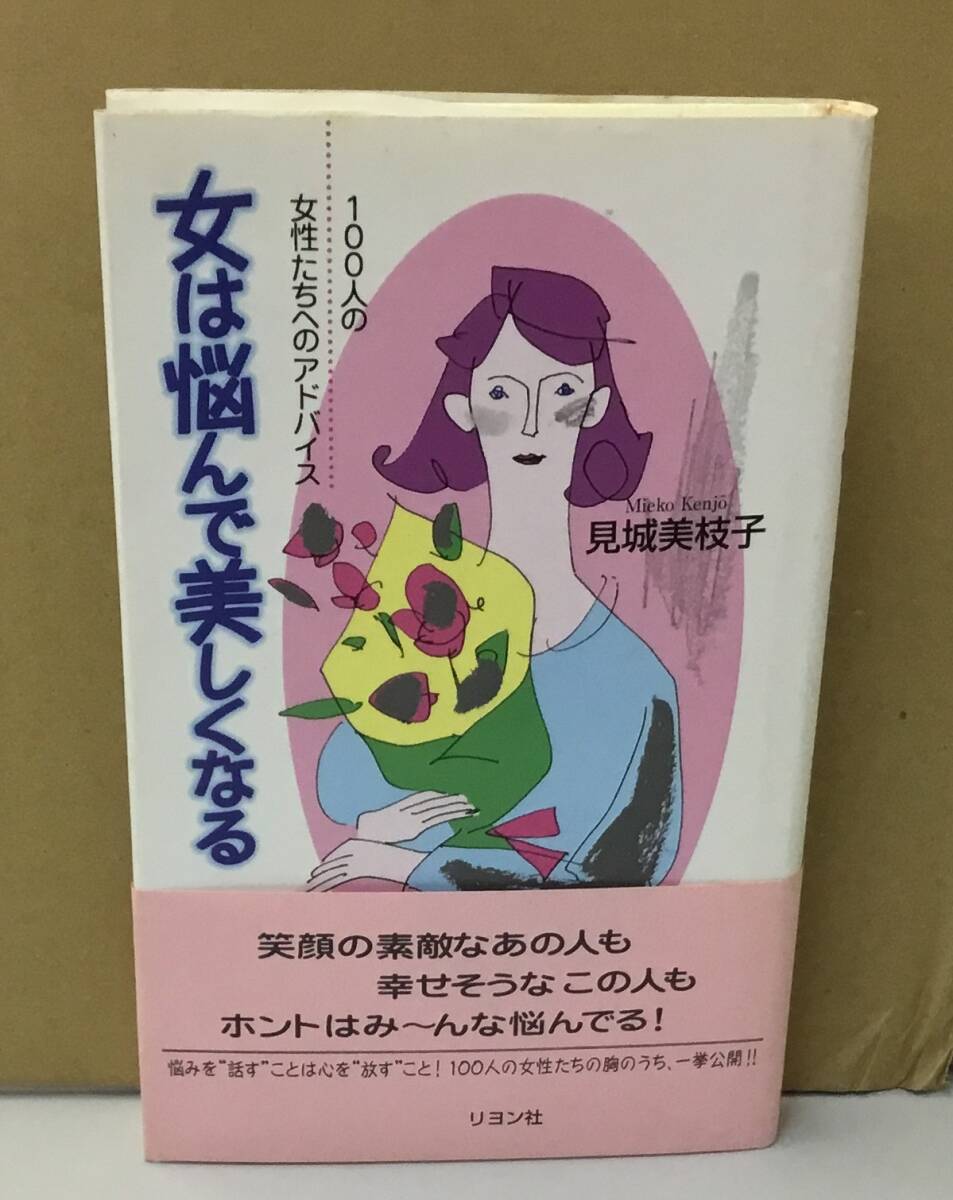 100人の
女性たちへのアドバイス
女は悩んで美しくなる
Mieko Kenjō
見城美枝子
笑顔の素敵なあの人も
幸せそうなこの人も
ホントはみ〜んな悩んでる!
悩みを"話す"ことは心を"放す"こと! 100人の女性たちの胸のうち、一挙公開!!
リヨン社